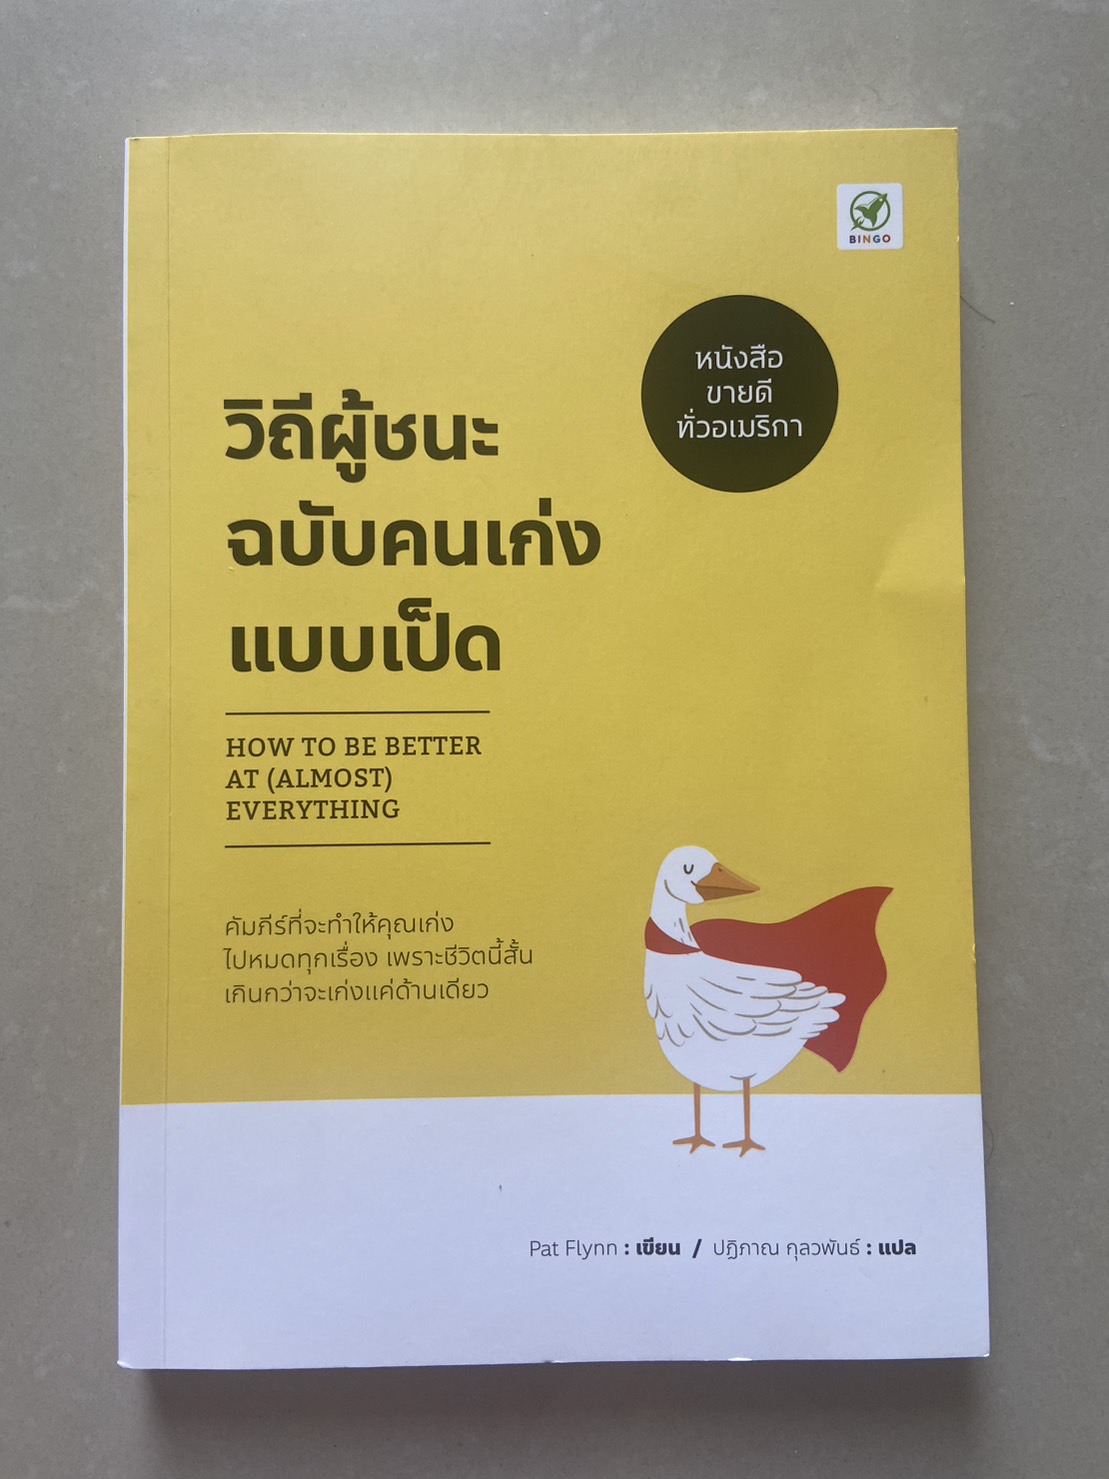 BINGO
หนังสือ
ขายดี
ทั่วอเมริกา
วิถีผู้ชนะ
ฉบับคนเก่ง
แบบเป็ด
HOW TO BE BETTER
AT (ALMOST)
EVERYTHING
คัมภีร์ที่จะทำให้คุณเก่ง
ไปหมดทุกเรื่อง เพราะชีวิตนี้สั้น
เกินกว่าจะเก่งแค่ด้านเดียว
Pat Flynn : เขียน / ปฏิภาณ กุลวพันธ์ : แปล